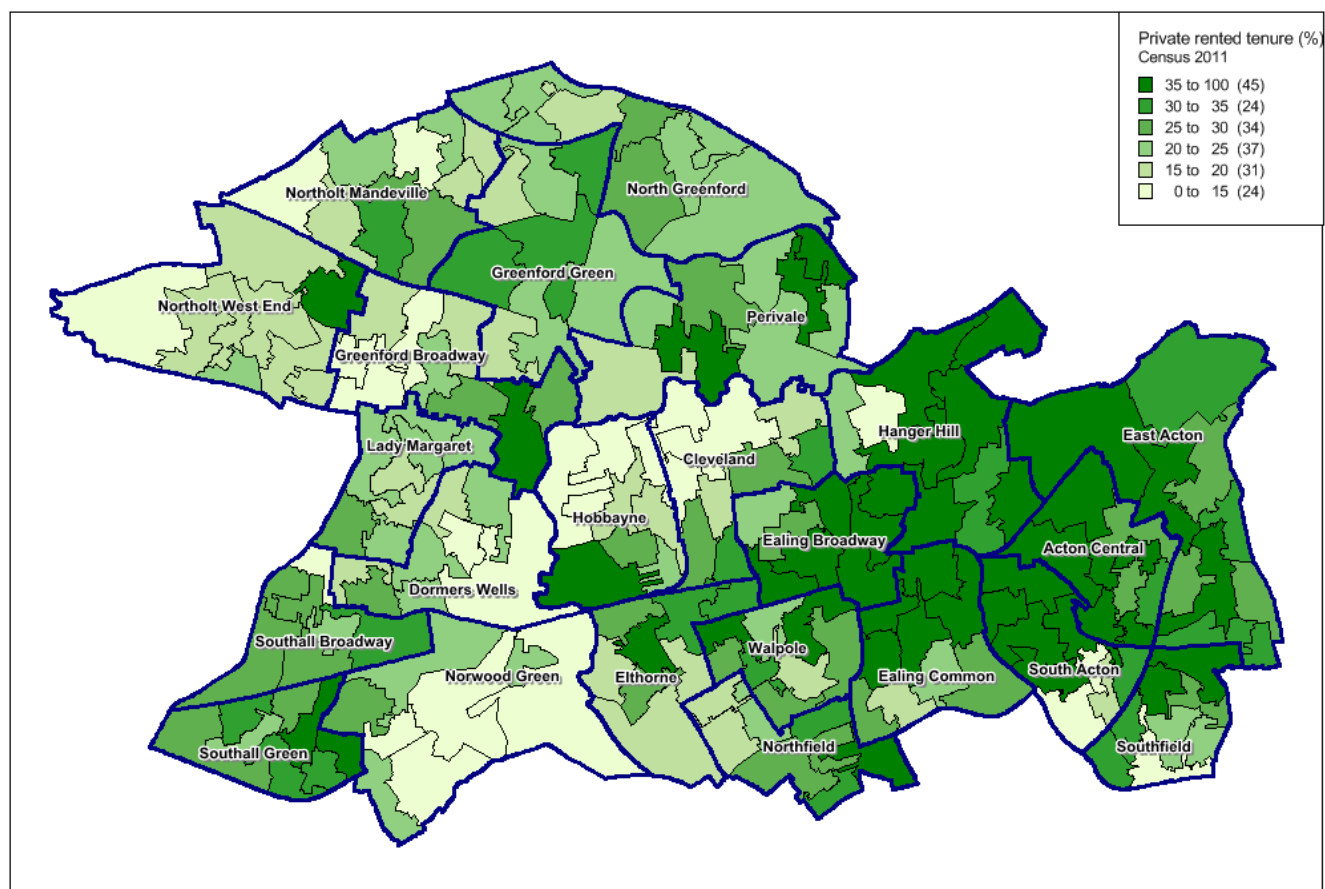 Private rented tenure (%)
Census 2011
35 to 100 (45)
30 to 35 (24)
25 to 30 (34)
20 to 25 (37)
15 to 20 (31)
0 to 15 (24)
Northolt Mandeville
North Greenford
Greenford Green
Northolt West End
Perivale
Greenford Broadway
Hanger Hill
East Acton
Lady Margaret
Cleveland
Hobbayne
Ealing Broadway
Acton Central
Dormers Wells
Southall Broadway
Walpole
Norwood Green
Elthorne
Ealing Common
South Acton
Southall Green
Northfield
Southfield